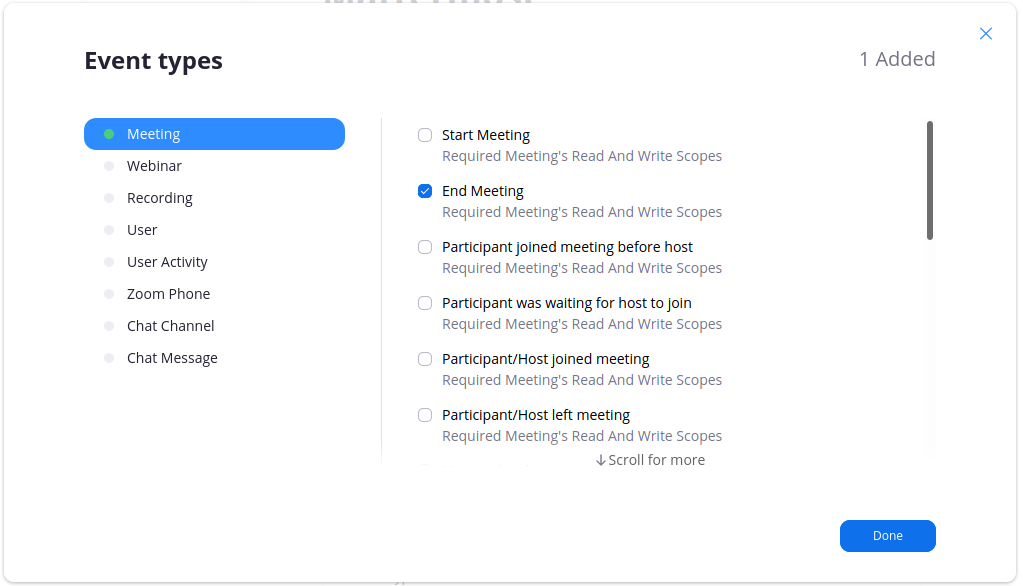 Event types
1 Added
Meeting
Webinar
Recording
User
User Activity
Zoom Phone
Chat Channel
Chat Message
Start Meeting
Required Meeting's Read And Write Scopes
End Meeting
Required Meeting's Read And Write Scopes
Participant joined meeting before host
Required Meeting's Read And Write Scopes
Participant was waiting for host to join
Required Meeting's Read And Write Scopes
Participant/Host joined meeting
Required Meeting's Read And Write Scopes
Participant/Host left meeting
Required Meeting's Read And Write Scopes
↓Scroll for more
Done